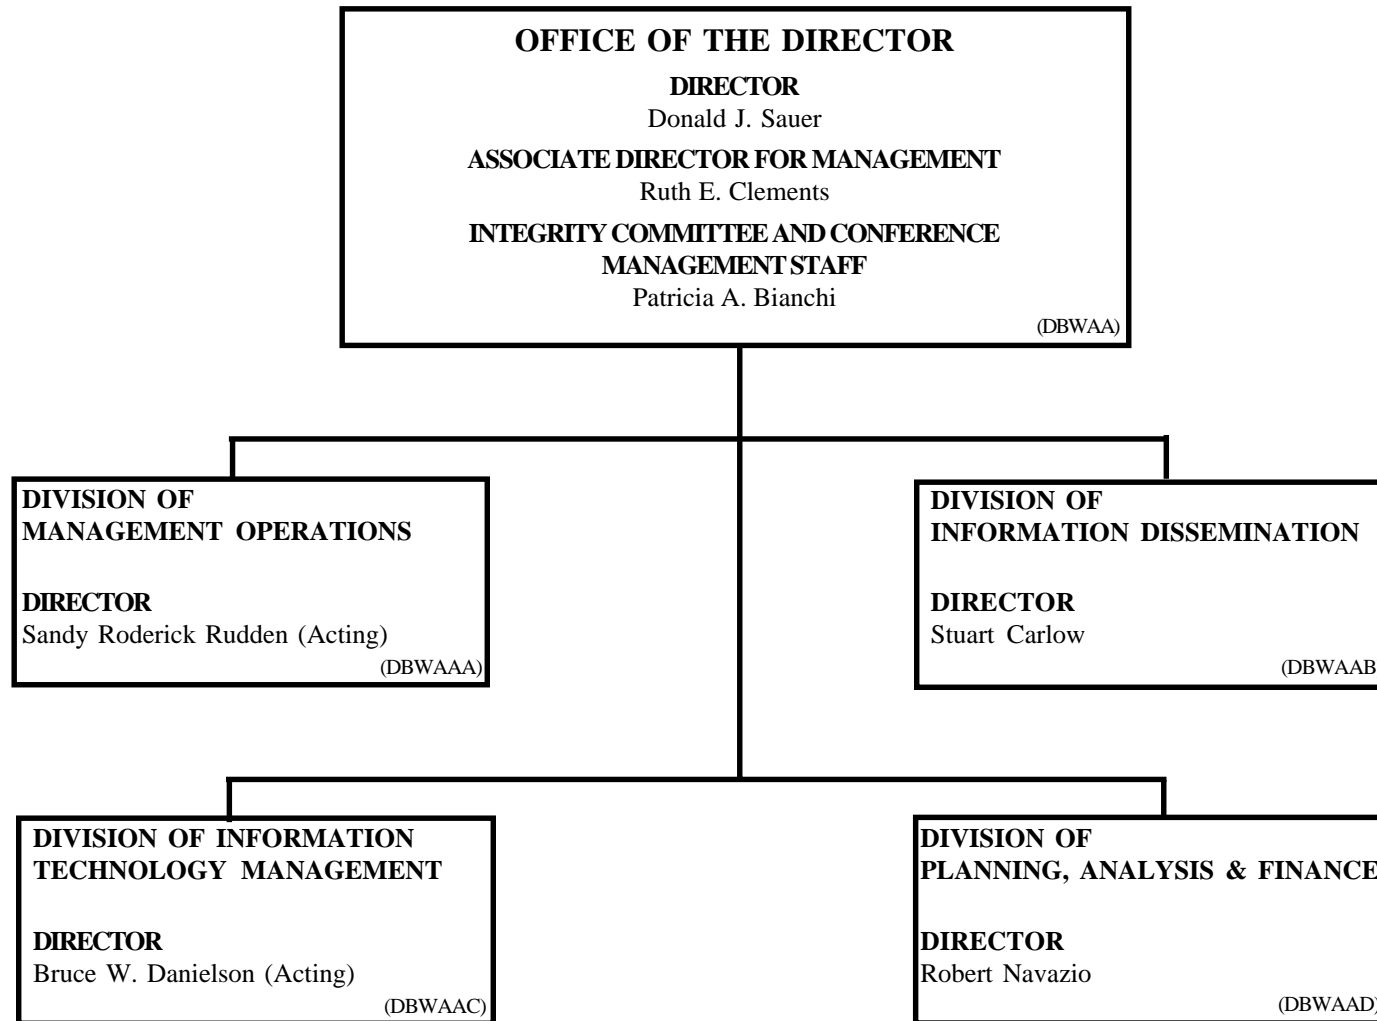 OFFICE OF THE DIRECTOR
DIRECTOR
Donald J. Sauer
ASSOCIATE DIRECTOR FOR MANAGEMENT
Ruth E. Clements
INTEGRITY COMMITTEE AND CONFERENCE
MANAGEMENT STAFF
Patricia A. Bianchi
(DBWAA)
DIVISION OF
MANAGEMENT OPERATIONS
DIRECTOR
Sandy Roderick Rudden (Acting)
(DBWAAA)
DIVISION OF
INFORMATION DISSEMINATION
DIRECTOR
Stuart Carlow
(DBWAAB
DIVISION OF INFORMATION
TECHNOLOGY MANAGEMENT
DIRECTOR
Bruce W. Danielson (Acting)
(DBWAAC)
DIVISION OF
PLANNING, ANALYSIS & FINANCE
DIRECTOR
Robert Navazio
(DBWAAD)